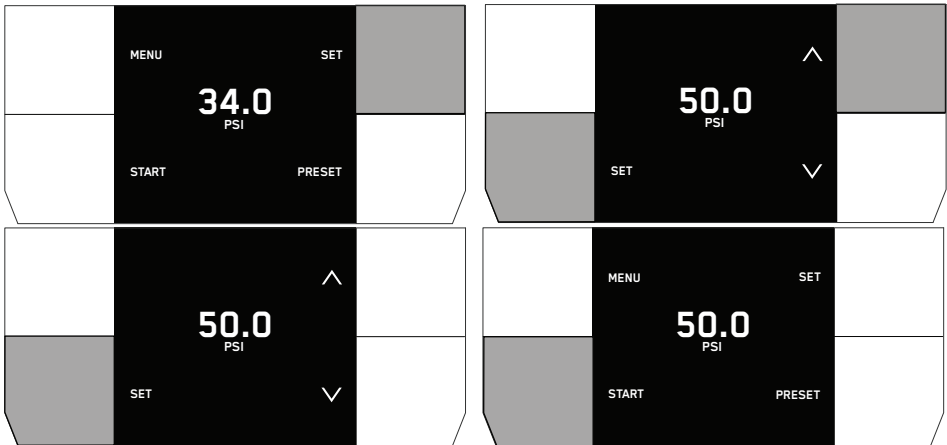 MENU SET
34.0
PSI
START PRESET
50.0
PSI
SET
50.0
PSI
SET
MENU SET
50.0
PSI
START PRESET